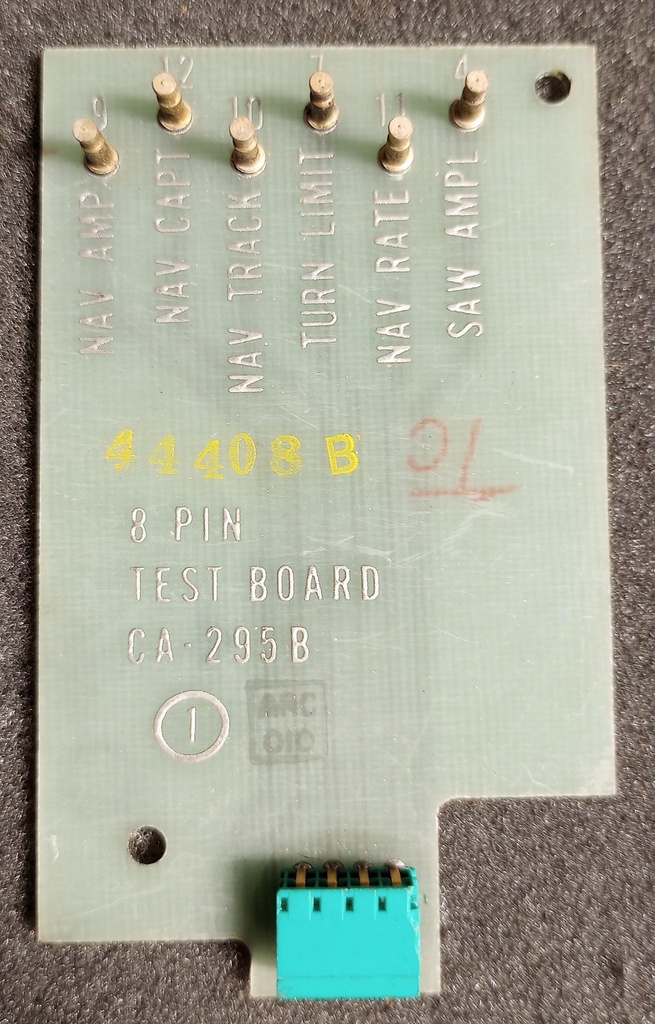 9 12 10 7 11 4
NAV AMP
NAV CAPT
NAV TRACK
TURN LIMIT
NAV RATE
SAW AMPL
44408 B
8 PIN
TEST BOARD
CA-295B
1
ARC
010